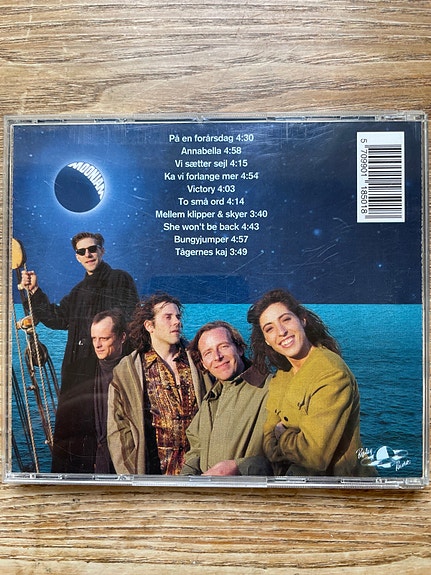 MOONJAM
På en forårsdag 4:30
Annabella 4:58
Vi sætter sejl 4:15
Ka vi forlange mer 4:54
Victory 4:03
To små ord 4:14
Mellem klipper & skyer 3:40
She won't be back 4:43
Bungyjumper 4:57
Tågernes kaj 3:49
5 709901 185018